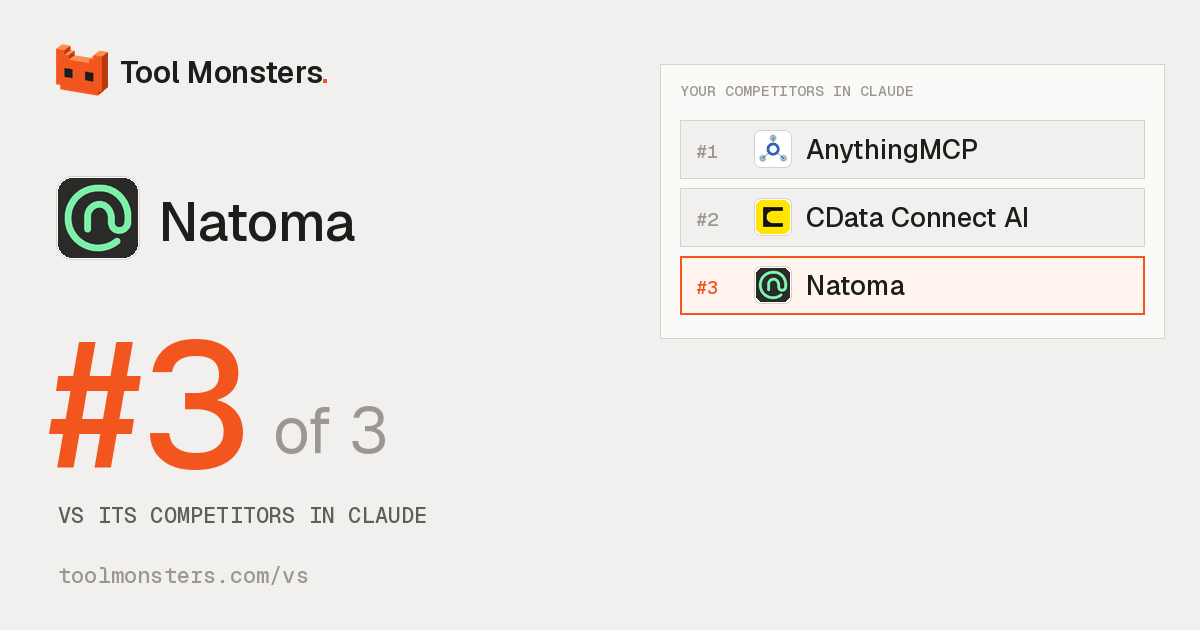 Tool Monsters.
Natoma
#3 of 3
VS ITS COMPETITORS IN CLAUDE
toolmonsters.com/vs
YOUR COMPETITORS IN CLAUDE
#1 AnythingMCP
#2 CData Connect AI
#3 Natoma